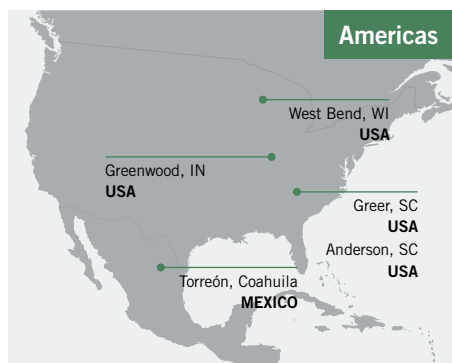 Americas
West Bend, WI
USA
Greenwood, IN
USA
Greer, SC
USA
Anderson, SC
USA
Torreón, Coahuila
MEXICO